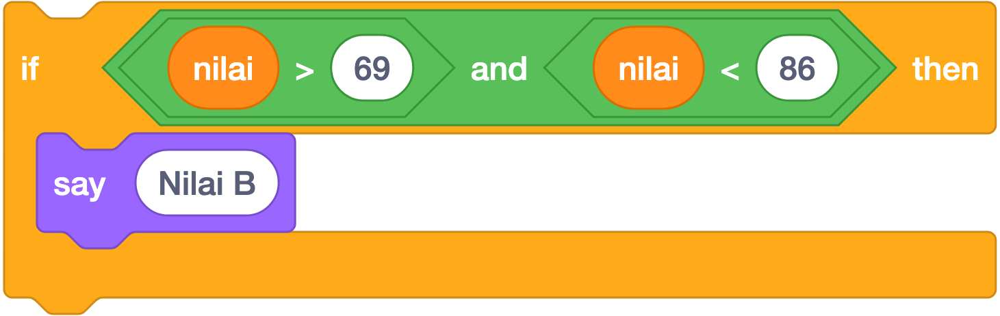 if nilai > 69 and nilai < 86 then
say Nilai B